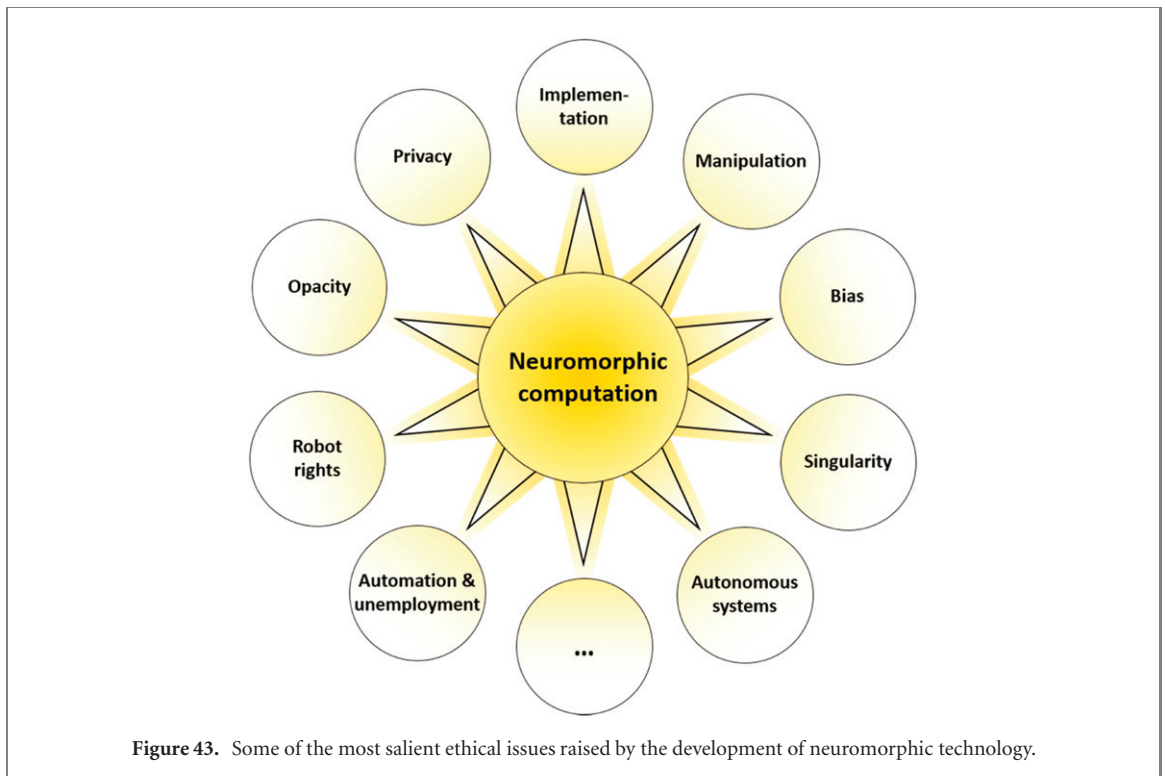 Implemen-
tation
Manipulation
Privacy
Opacity
Bias
Neuromorphic
computation
Robot
rights
Singularity
Automation &
unemployment
Autonomous
systems
...
Figure 43. Some of the most salient ethical issues raised by the development of neuromorphic technology.